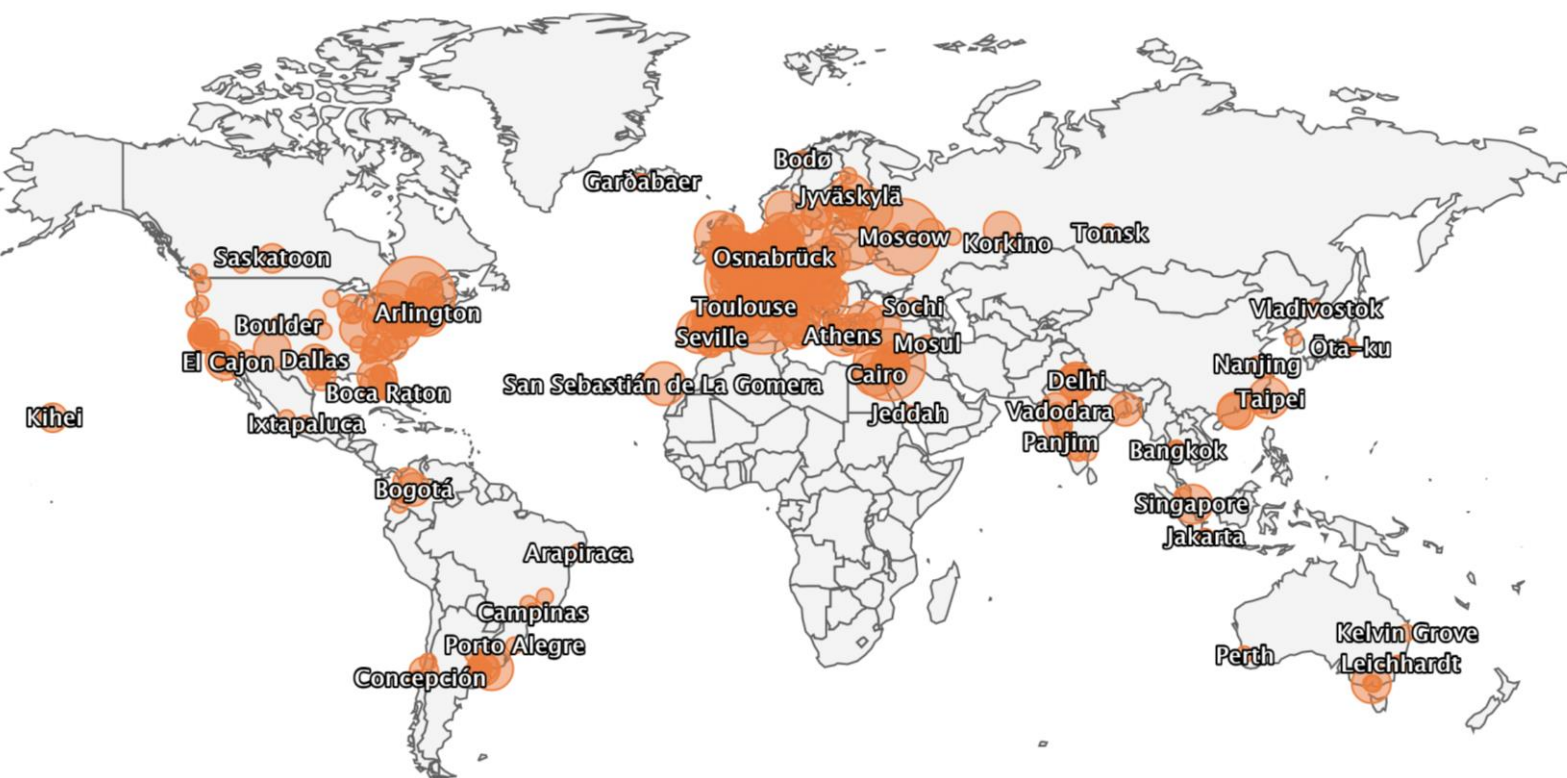 Bodø
Garðabaer
Jyväskylä
Moscow
Korkino
Tomsk
Saskatoon
Osnabrück
Arlington
Toulouse
Sochi
Vladivostok
Boulder
Seville
Athens
Mosul
Ōta-ku
El Cajon
Dallas
Nanjing
Cairo
Delhi
San Sebastián de La Gomera
Boca Raton
Taipei
Kihei
Ixtapaluca
Jeddah
Vadodara
Panjim
Bangkok
Bogotá
Singapore
Jakarta
Arapiraca
Campinas
Kelvin Grove
Porto Alegre
Perth
Leichhardt
Concepción